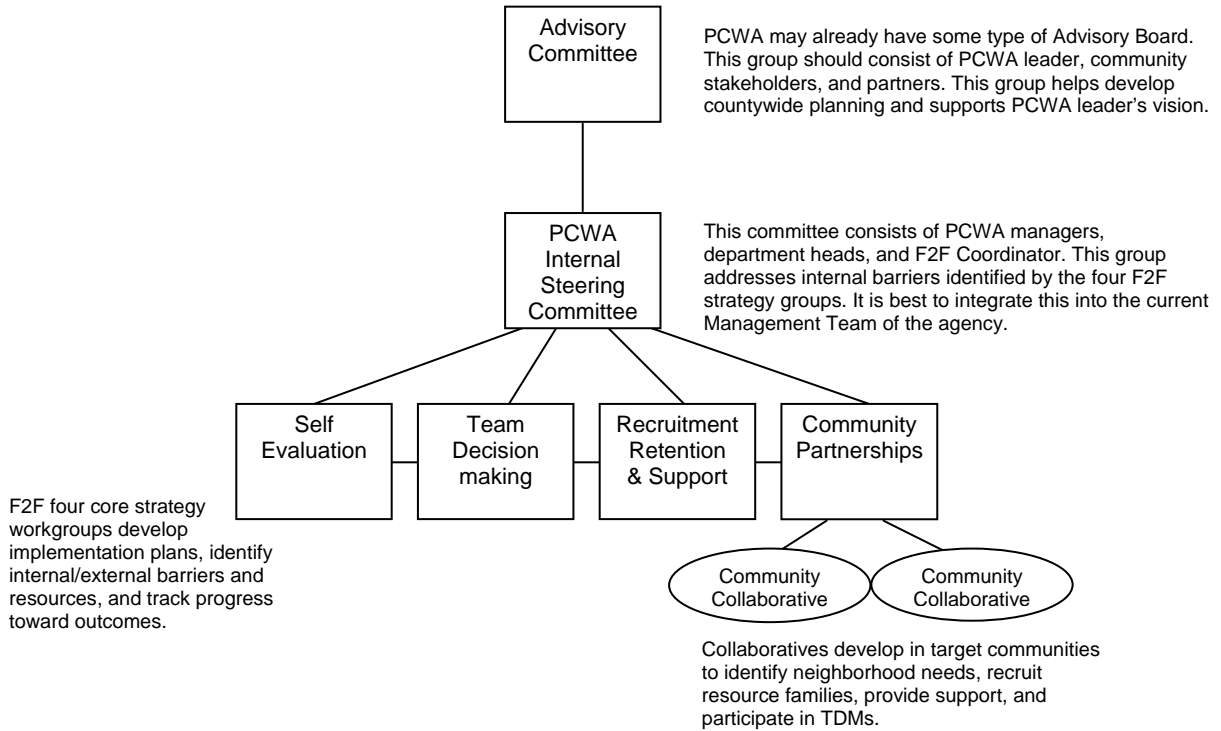 Advisory
Committee
PCWA may already have some type of Advisory Board.
This group should consist of PCWA leader, community
stakeholders, and partners. This group helps develop
countywide planning and supports PCWA leader's vision.
PCWA
Internal
Steering
Committee
This committee consists of PCWA managers,
department heads, and F2F Coordinator. This group
addresses internal barriers identified by the four F2F
strategy groups. It is best to integrate this into the current
Management Team of the agency.
Self
Evaluation
Team
Decision
making
Recruitment
Retention
& Support
Community
Partnerships
F2F four core strategy
workgroups develop
implementation plans, identify
internal/external barriers and
resources, and track progress
toward outcomes.
Community
Collaborative
Community
Collaborative
Collaboratives develop in target communities
to identify neighborhood needs, recruit
resource families, provide support, and
participate in TDMs.